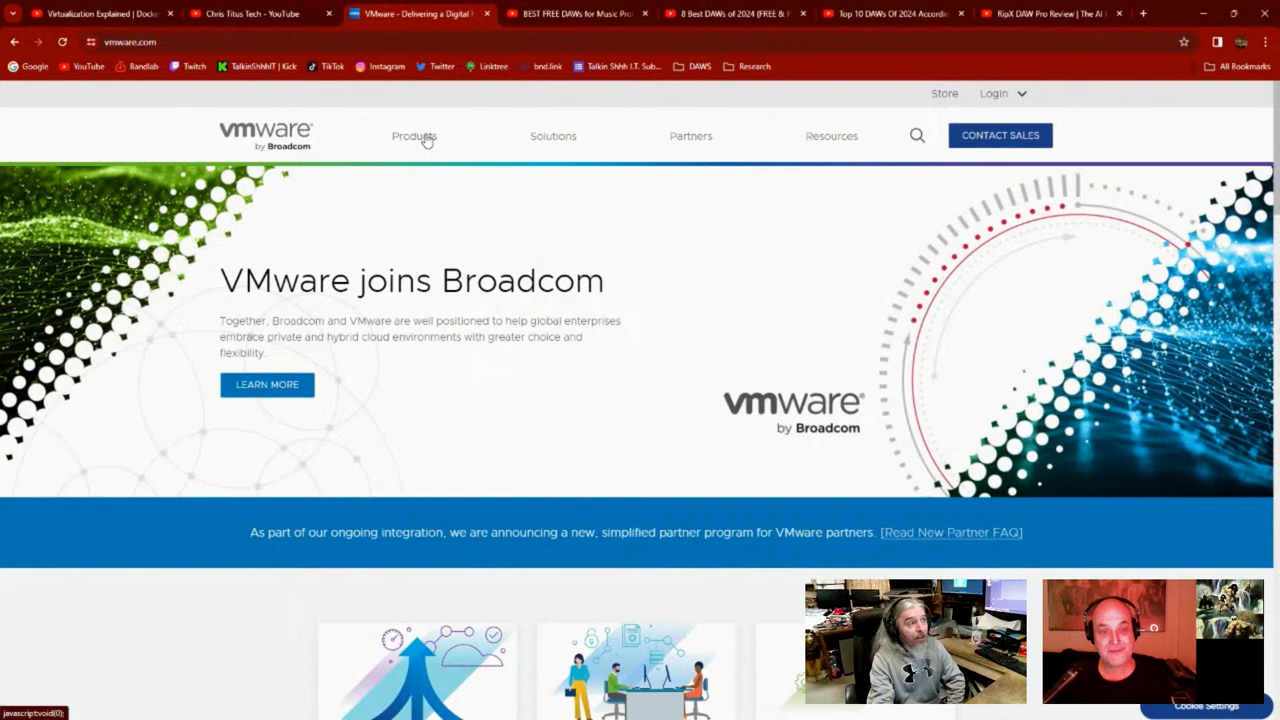 Virtualization Explained | Docke
Chris Titus Tech - YouTube
VMware - Delivering a Digital
BEST FREE DAWs for Music Pro
8 Best DAWs of 2024 (FREE & P
Top 10 DAWs Of 2024 Accordin
RipX DAW Pro Review | The AI
vmware.com
Google
YouTube
Bandlab
Twitch
TalkinShhhIT | Kick
TikTok
Instagram
Twitter
Linktree
bnd.link
Talkin Shhh I.T. Sub...
DAWS
Research
All Bookmarks
Store
Login
vmware®
by Broadcom
Products
Solutions
Partners
Resources
CONTACT SALES
VMware joins Broadcom
Together, Broadcom and VMware are well positioned to help global enterprises
embrace private and hybrid cloud environments with greater choice and
flexibility.
LEARN MORE
vmware®
by Broadcom
As part of our ongoing integration, we are announcing a new, simplified partner program for VMware partners. [Read New Partner FAQ]
Cookie Settings
javascript:void(0);